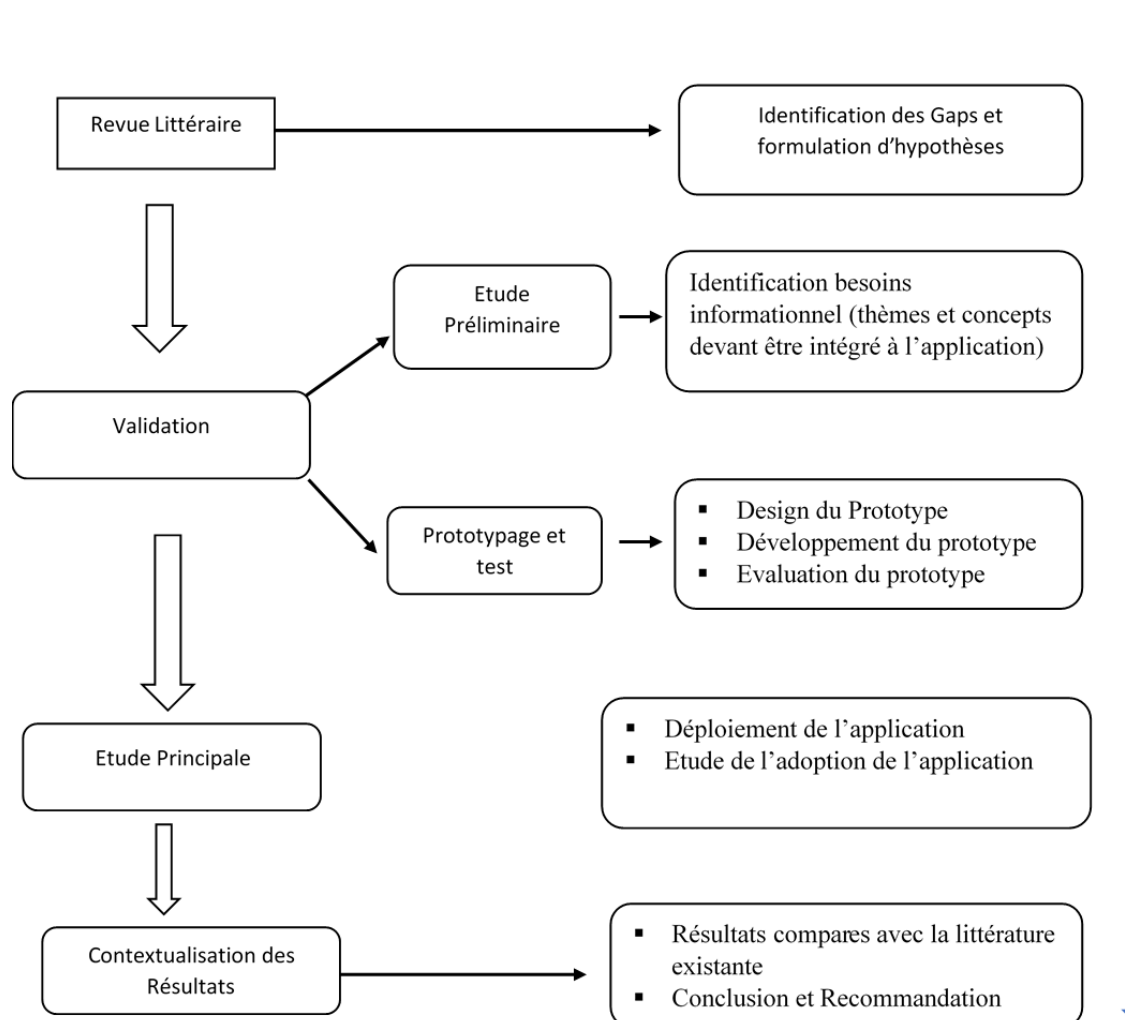 Revue Littéraire
Identification des Gaps et
formulation d'hypothèses
Etude
Préliminaire
Identification besoins
informationnel (thèmes et concepts
devant être intégré à l'application)
Validation
Prototypage et
test
▪ Design du Prototype
▪ Développement du prototype
▪ Evaluation du prototype
Etude Principale
▪ Déploiement de l'application
▪ Etude de l'adoption de l'application
Contextualisation des
Résultats
▪ Résultats compares avec la littérature
existante
▪ Conclusion et Recommandation